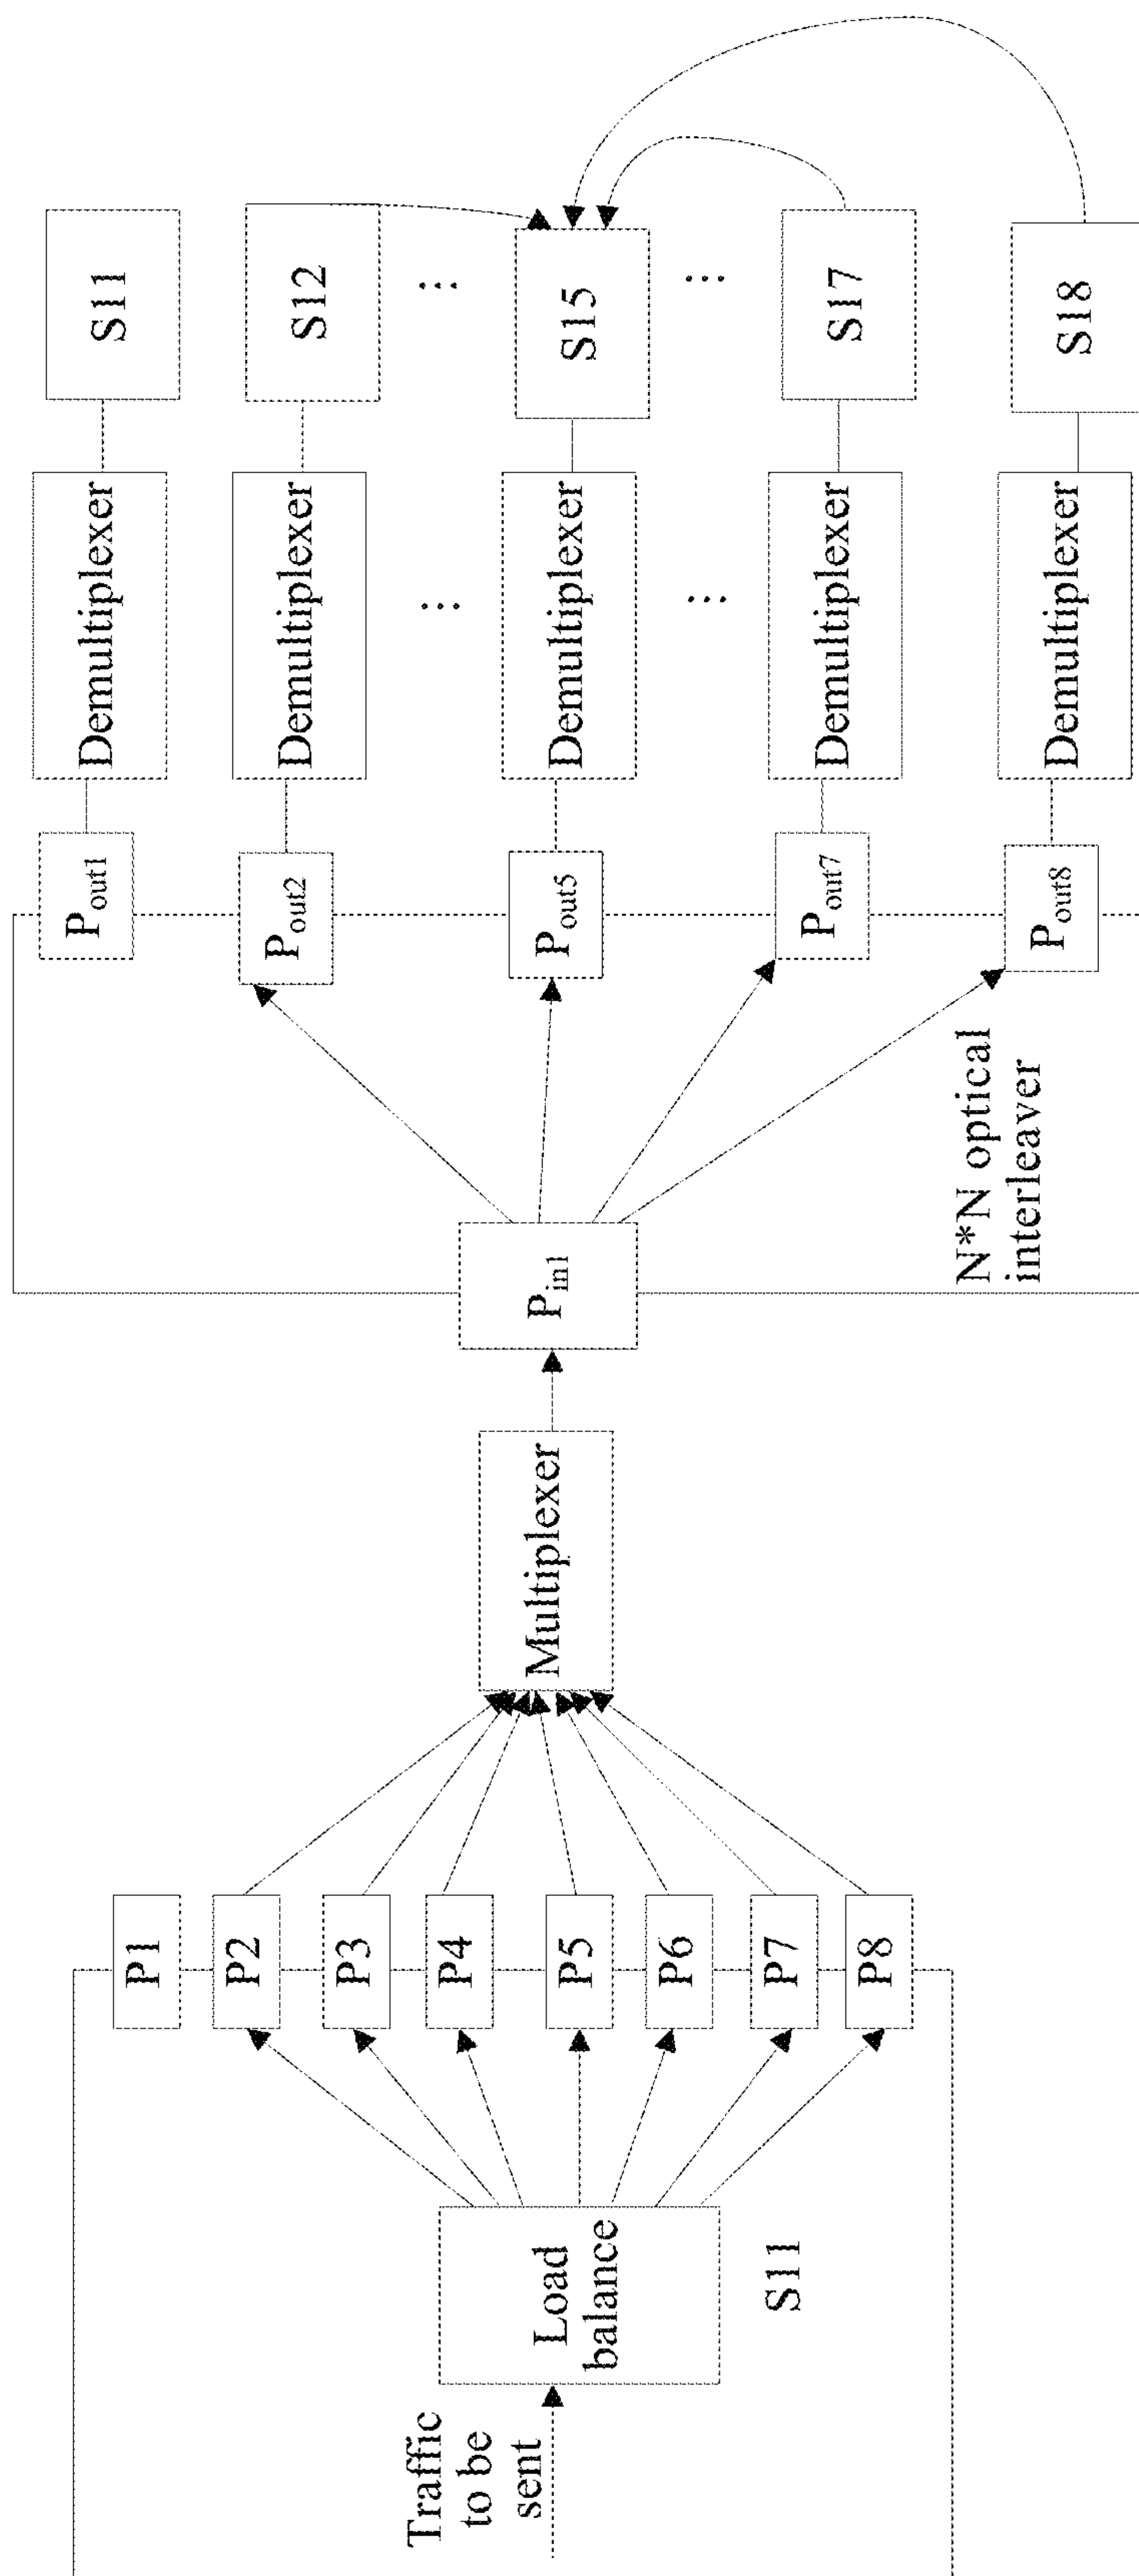 Traffic
to be
sent
Load
balance
S11
P1
P2
P3
P4
P5
P6
P7
P8
Multiplexer
Pin1
N*N optical
interleaver
Pout1
Pout2
Pout5
Pout7
Pout8
Demultiplexer
Demultiplexer
...
Demultiplexer
...
Demultiplexer
Demultiplexer
S11
S12
...
S15
...
S17
S18